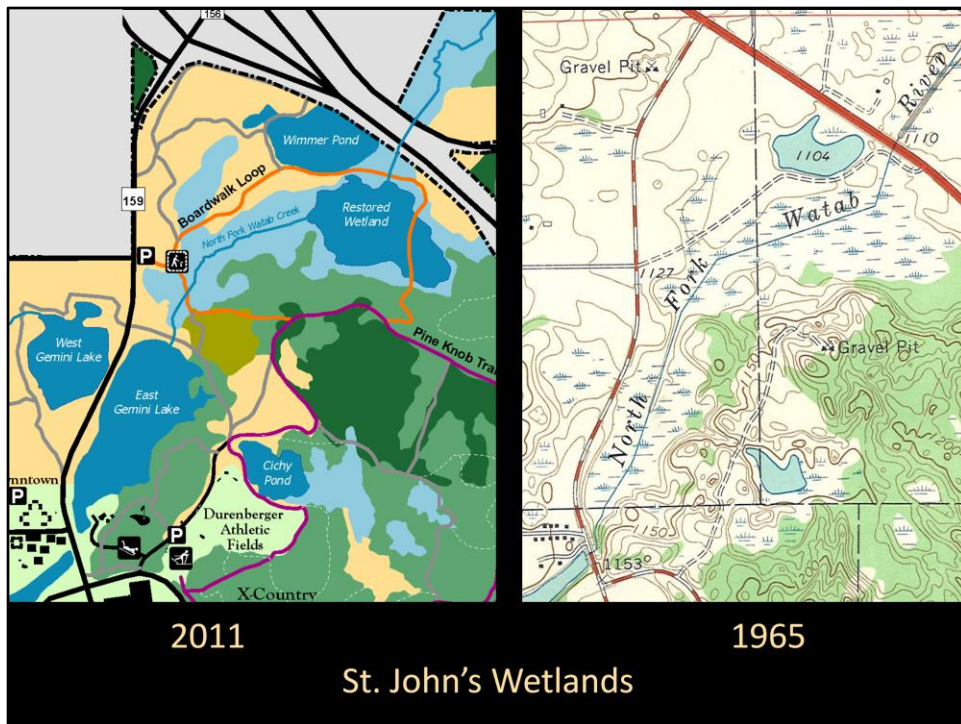 156
159
Wimmer Pond
Boardwalk Loop
Restored
Wetland
North Fork Watab Creek
P
West
Gemini Lake
East
Gemini Lake
Pine Knob Trai
Cichy
Pond
nntown
P
P
Durenberger
Athletic
Fields
X-Country
Gravel Pit
River
1110
1104
Watab
1127
Fork
Gravel Pit
1150
North
1153
2011
1965
St. John's Wetlands